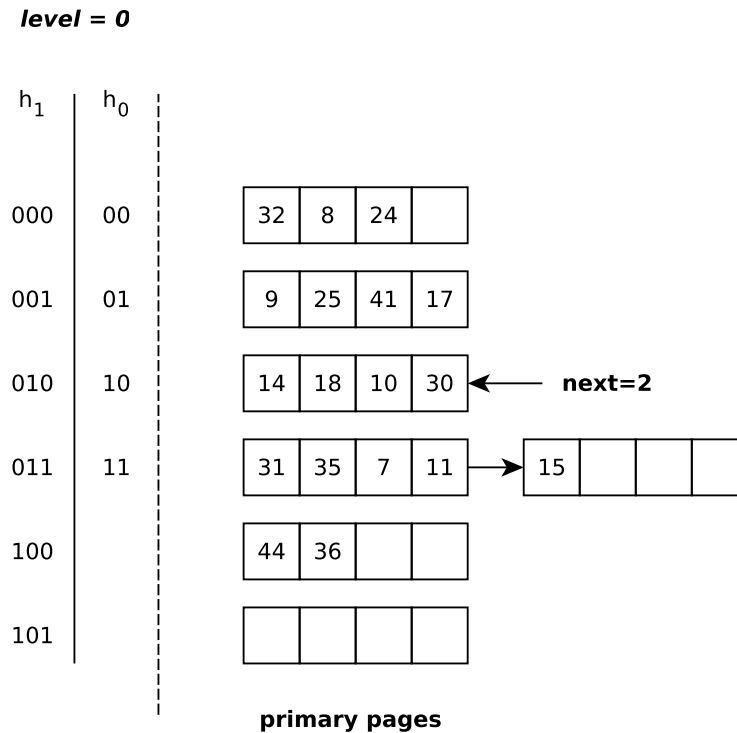 level = 0
h1 h0
000 00 32 8 24
001 01 9 25 41 17
010 10 14 18 10 30 next=2
011 11 31 35 7 11 15
100 44 36
101
primary pages